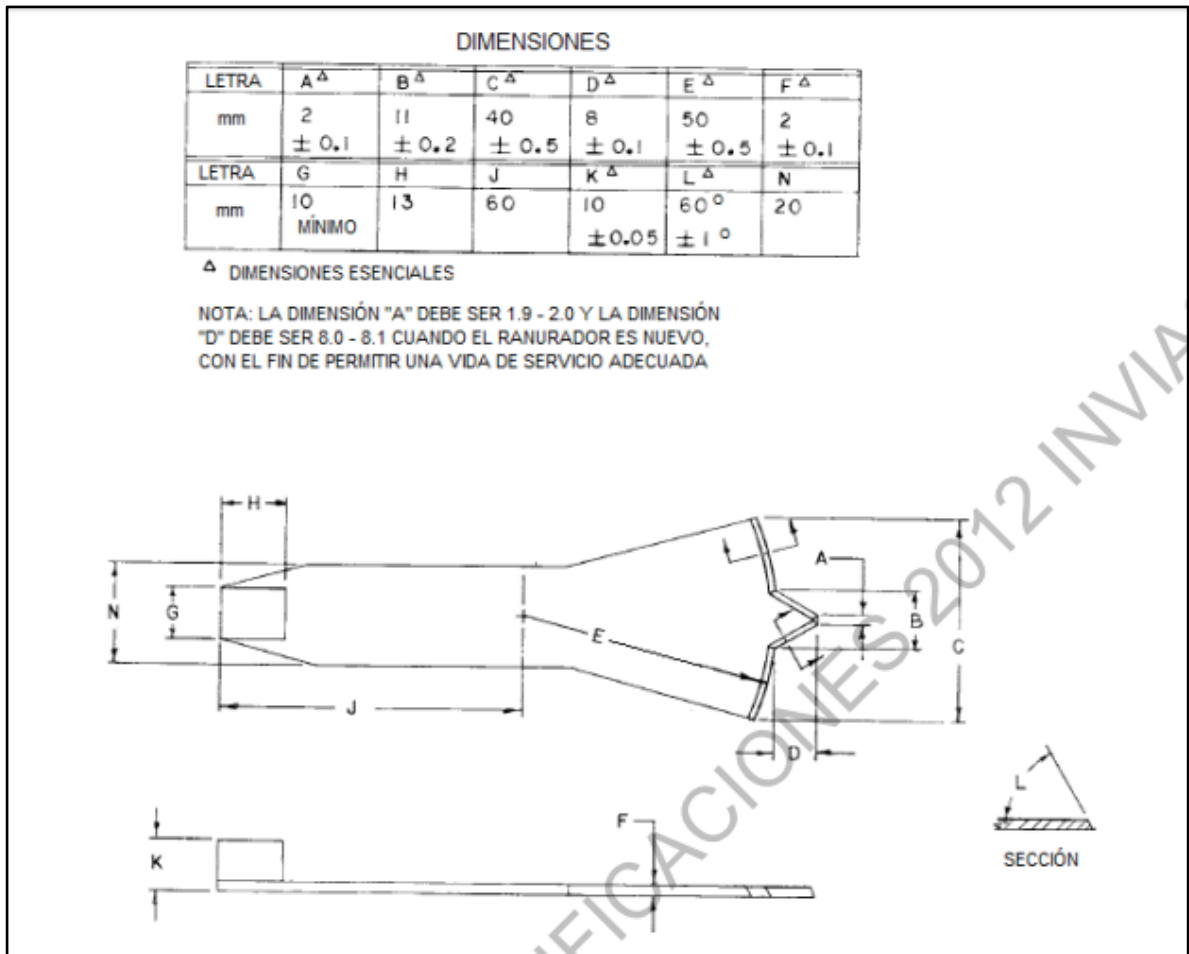 DIMENSIONES
LETRA A Δ B Δ C Δ D Δ E Δ F Δ
mm 2 11 40 8 50 2
± 0.1 ± 0.2 ± 0.5 ± 0.1 ± 0.5 ± 0.1
LETRA G H J K Δ L Δ N
mm 10 13 60 10 60° 20
MÍNIMO ±0.05 ±1°
Δ DIMENSIONES ESENCIALES
NOTA: LA DIMENSIÓN "A" DEBE SER 1.9 - 2.0 Y LA DIMENSIÓN
"D" DEBE SER 8.0 - 8.1 CUANDO EL RANURADOR ES NUEVO,
CON EL FIN DE PERMITIR UNA VIDA DE SERVICIO ADECUADA
H
A
N
G
B
E
C
J
D
L
F
K
SECCIÓN
IFICACIONES 2012 INVIA